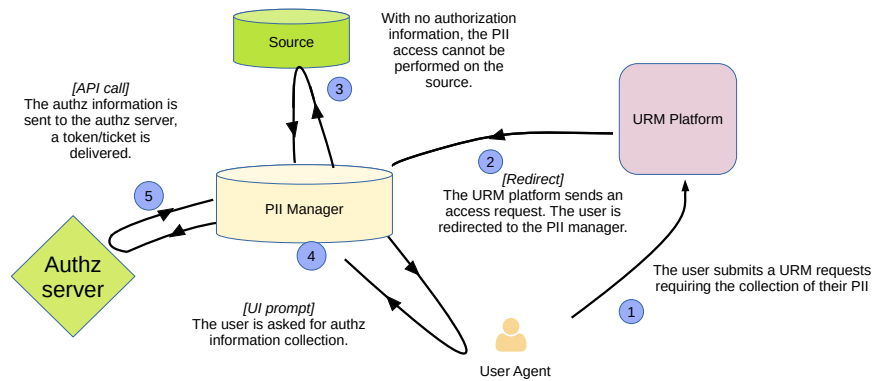 Source
With no authorization
information, the PII
access cannot be
performed on the
source.
3
[API call]
The authz information is
sent to the authz server,
a token/ticket is
delivered.
URM Platform
2
[Redirect]
The URM platform sends an
access request. The user is
redirected to the PII manager.
5
PII Manager
4
Authz
server
The user submits a URM requests
requiring the collection of their PII
1
[UI prompt]
The user is asked for authz
information collection.
User Agent